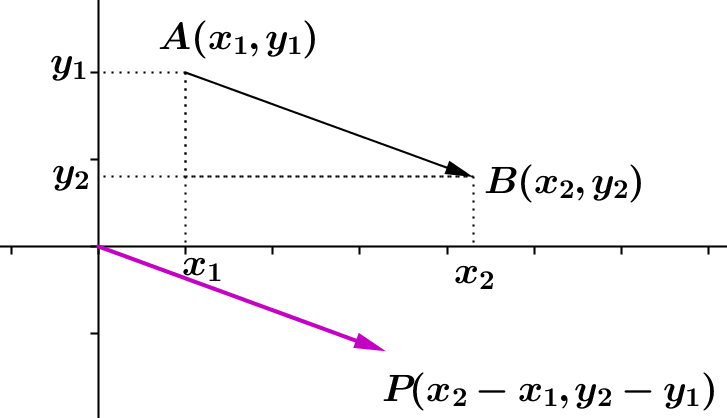 A(x₁, y₁)
y₁
y₂
B(x₂, y₂)
x₁
x₂
P(x₂ − x₁, y₂ − y₁)